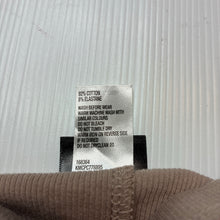 92% COTTON
8% ELASTANE
WASH BEFORE WEAR
WARM MACHINE WASH WITH
SIMILAR COLOURS
DO NOT BLEACH
DO NOT TUMBLE DRY
WARM IRON ON REVERSE SIDE
IF REQUIRED
DO NOT DRYCLEAN
168364